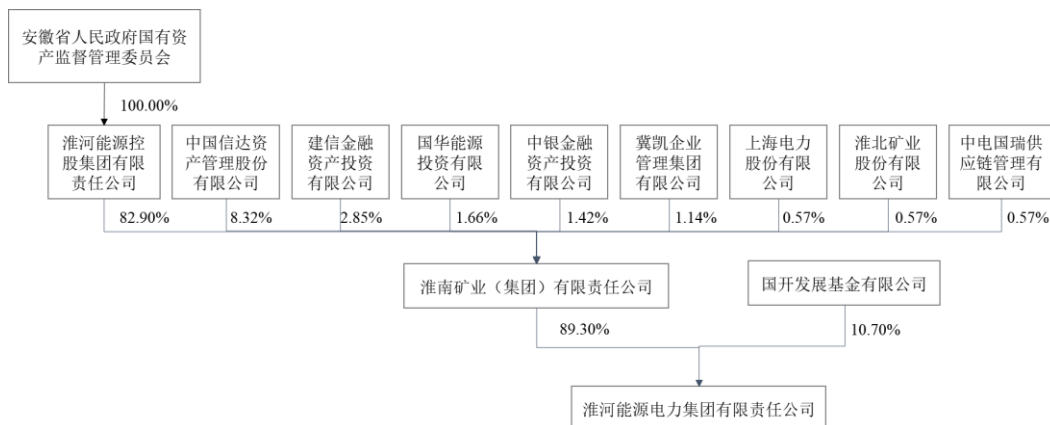 安徽省人民政府国有资
产监督管理委员会
100.00%
淮河能源控
股集团有限
责任公司
中国信达资
产管理股份
有限公司
建信金融
资产投资
有限公司
国华能源
投资有限
公司
中银金融
资产投资
有限公司
冀凯企业
管理集团
有限公司
上海电力
股份有限
公司
淮北矿业
股份有限
公司
中电国瑞供
应链管理有
限公司
82.90%
8.32%
2.85%
1.66%
1.42%
1.14%
0.57%
0.57%
0.57%
淮南矿业（集团）有限责任公司
国开发展基金有限公司
89.30%
10.70%
淮河能源电力集团有限责任公司